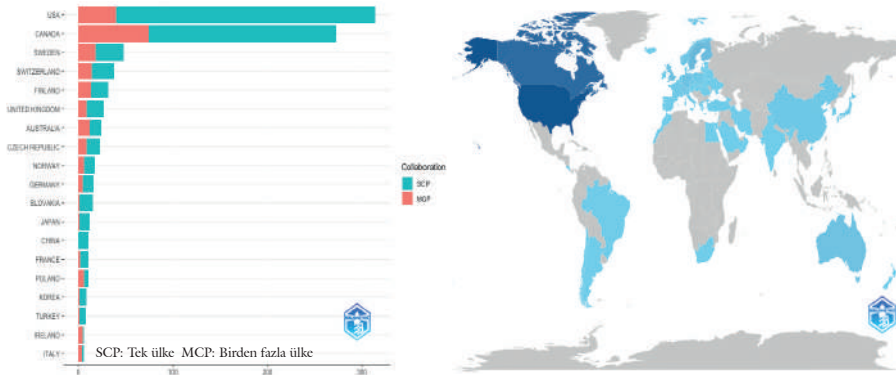 USA
CANADA
SWEDEN
SWITZERLAND
FINLAND
UNITED KINGDOM
AUSTRALIA
CZECH REPUBLIC
NORWAY
GERMANY
SLOVAKIA
JAPAN
CHINA
FRANCE
POLAND
KOREA
TURKEY
IRELAND
ITALY
SCP: Tek ülke MCP: Birden fazla ülke
0
100
200
300
Collaboration
SCP
MCP